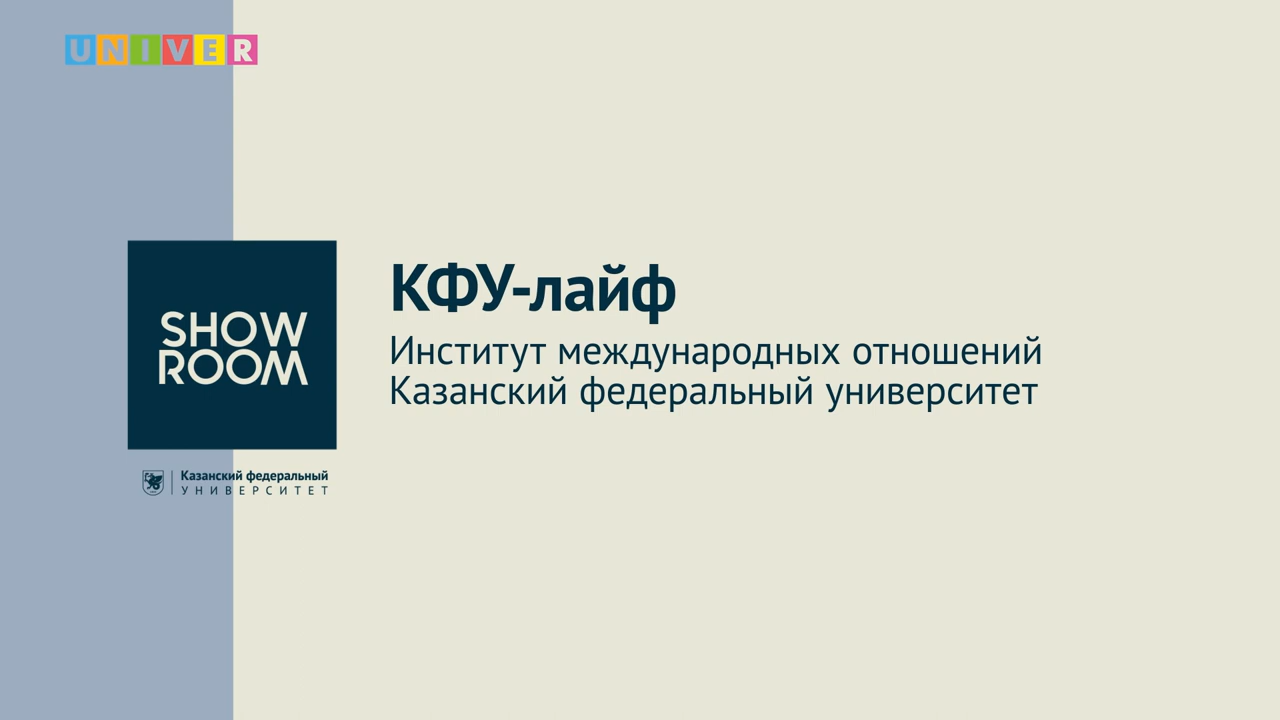 UNIVER
SHOW
ROOM
КФУ-лайф
Институт международных отношений
Казанский федеральный университет
Казанский федеральный
УНИВЕРСИТЕТ